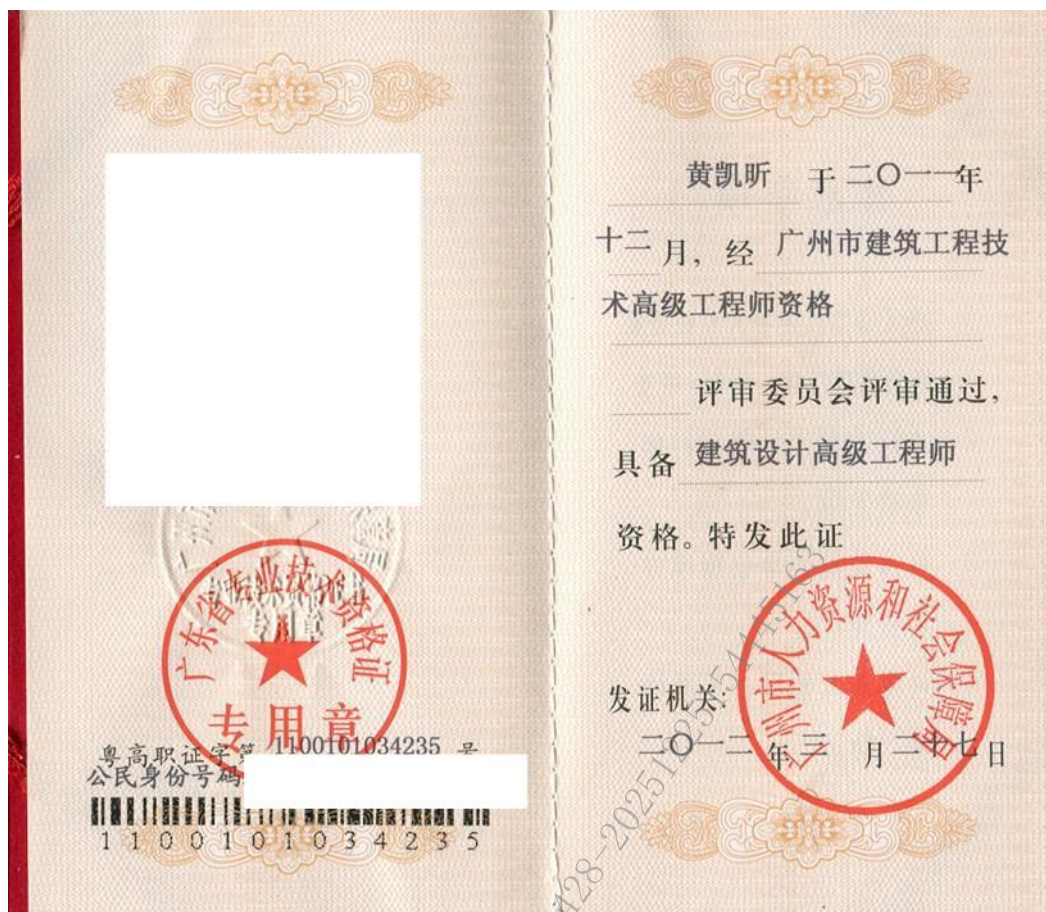 广东省专业技术资格证
专用章
粤高职证字第 1100101034235 号
公民身份号码
1100101034235
黄凯昕 于 二〇一一年
十二月，经 广州市建筑工程技
术高级工程师资格
评审委员会评审通过，
具备 建筑设计高级工程师
资格。特发此证
广州市人力资源和社会保障局
发证机关：
二〇一二年 三 月 二十七日